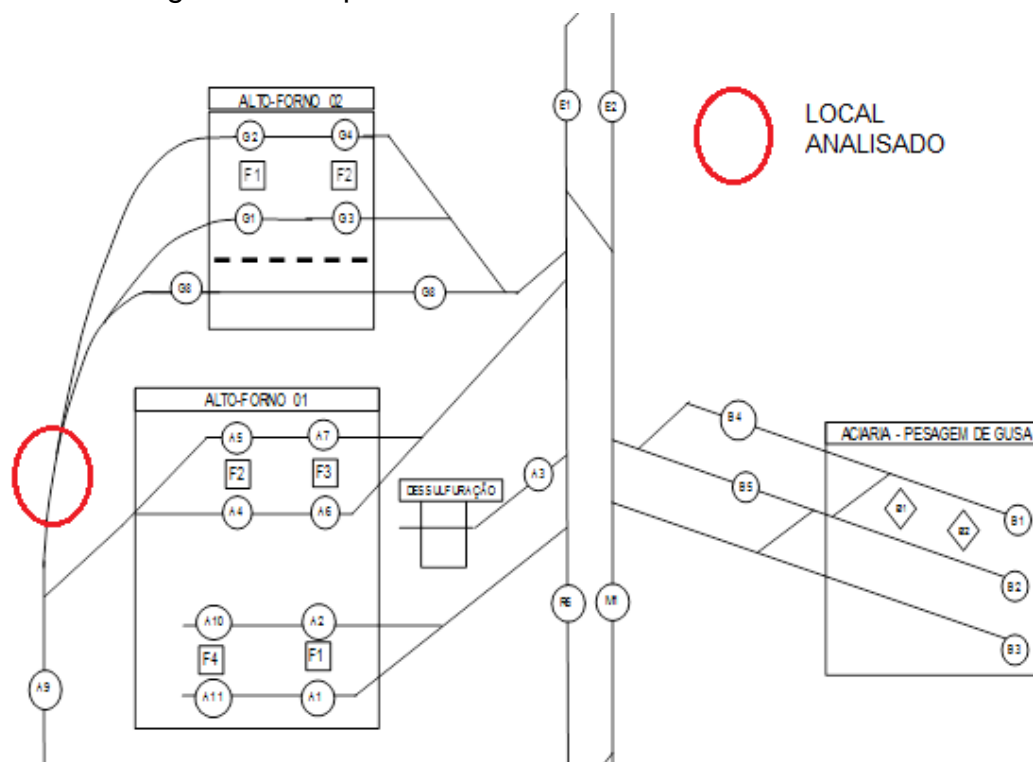 E1
E2
LOCAL
ANALISADO
ALTO-FORNO 02
G2
G4
F1
F2
G1
G3
G8
G8
ALTO-FORNO 01
A5
A7
F2
F3
A4
A6
DESSULFURAÇÃO
A3
A10
A2
F4
F1
A11
A1
A9
R6
M1
B4
B5
ACIARIA - PESAGEM DE GUSA
B1
B2
B3